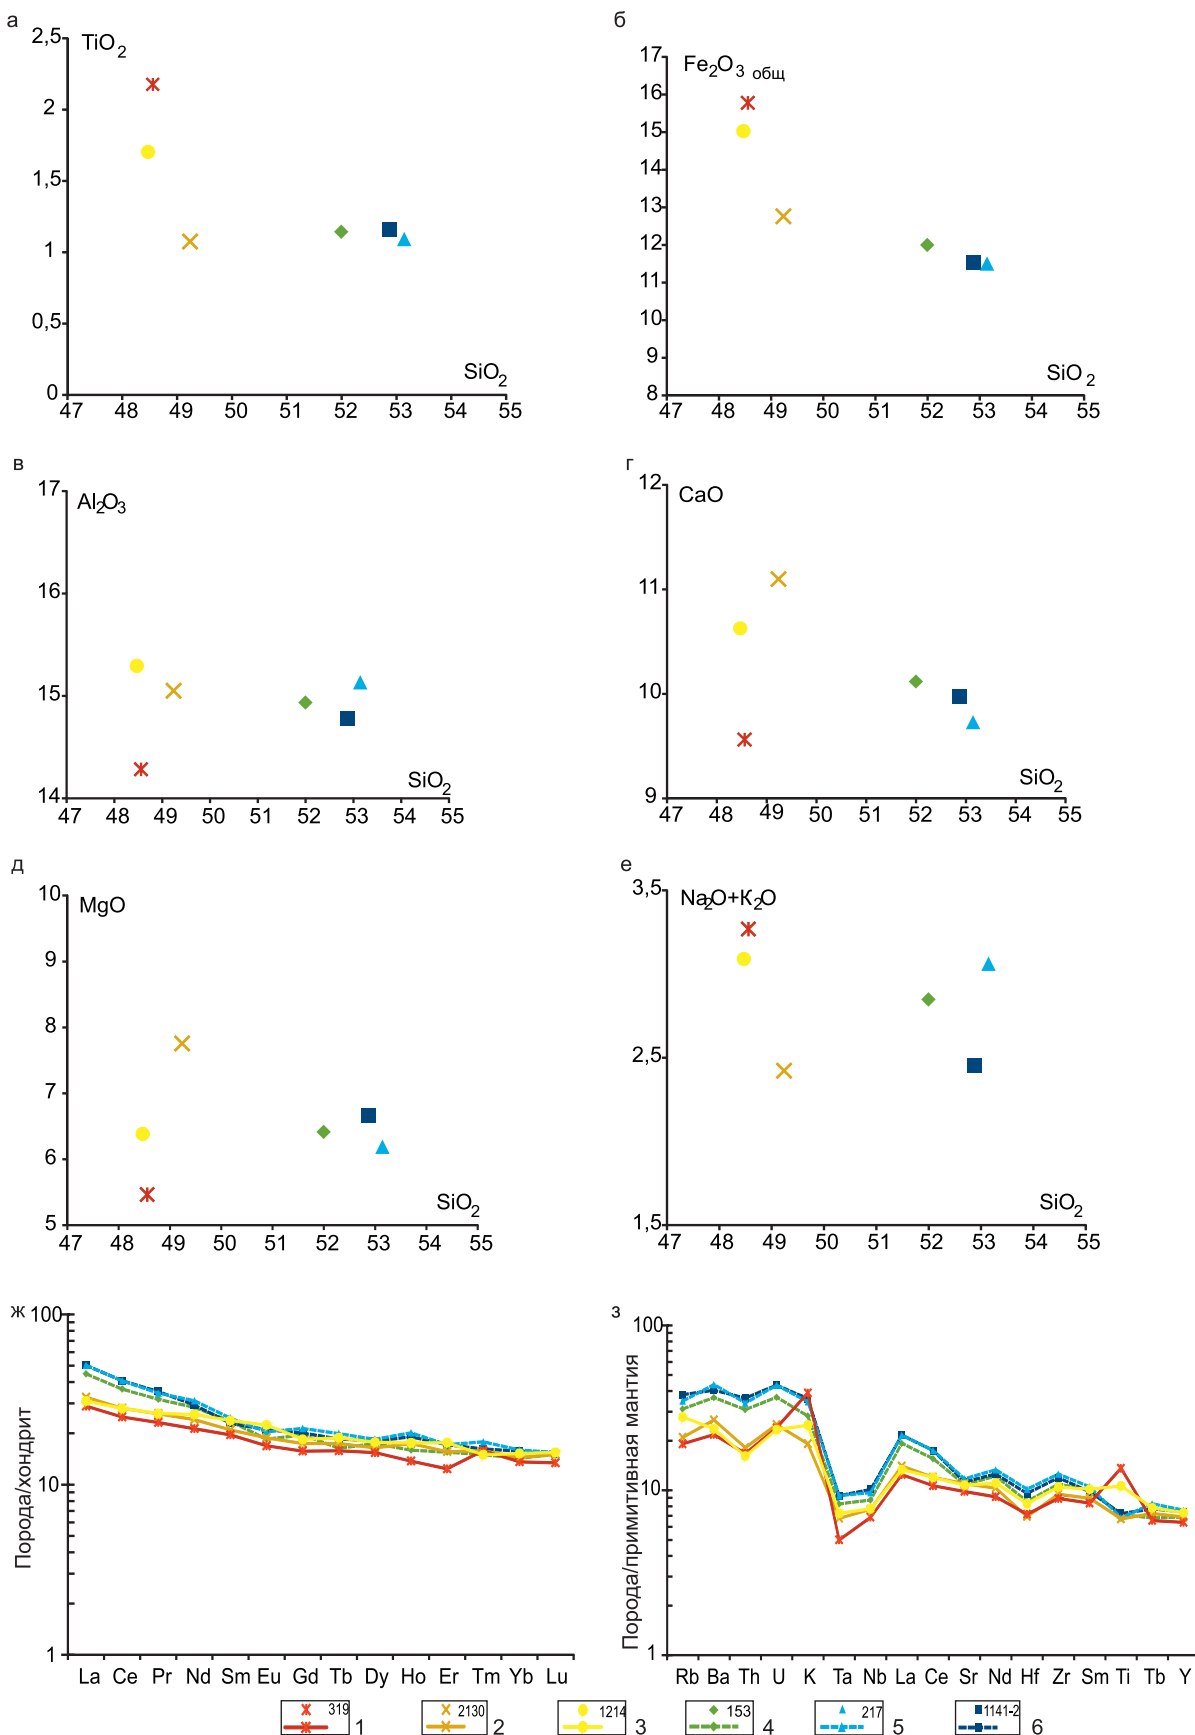 а
2,5
TiO2
2
1,5
1
0,5
0
SiO2
47 48 49 50 51 52 53 54 55
б
17
Fe2O3 общ
16
15
14
13
12
11
10
9
8
SiO2
47 48 49 50 51 52 53 54 55
в
17
Al2O3
16
15
14
SiO2
47 48 49 50 51 52 53 54 55
г
12
CaO
11
10
9
SiO2
47 48 49 50 51 52 53 54 55
д
10
MgO
9
8
7
6
5
SiO2
47 48 49 50 51 52 53 54 55
е
3,5
Na2O+K2O
2,5
1,5
SiO2
47 48 49 50 51 52 53 54 55
ж
100
10
1
Порода/хондрит
La Ce Pr Nd Sm Eu Gd Tb Dy Ho Er Tm Yb Lu
з
100
10
1
Порода/примитивная мантия
Rb Ba Th U K Ta Nb La Ce Sr Nd Hf Zr Sm Ti Tb Y
319 1
2130 2
1214 3
153 4
217 5
1141-2 6